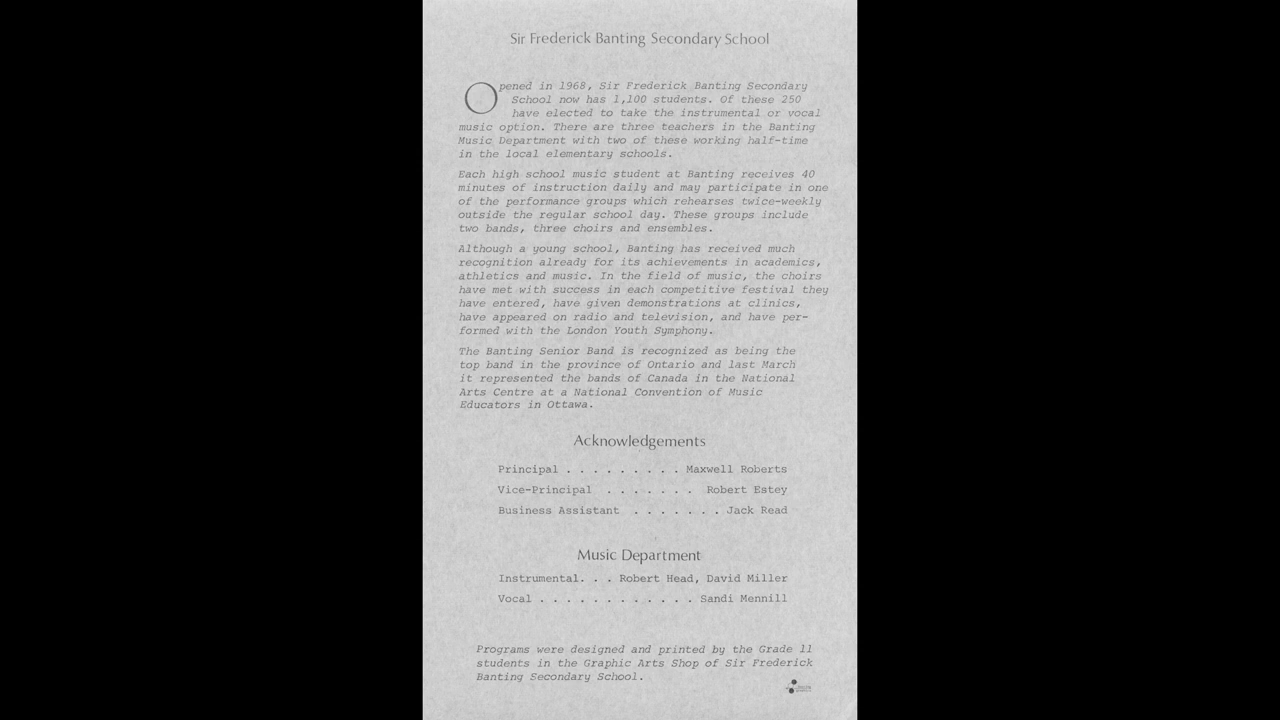 Sir Frederick Banting Secondary School
Opened in 1968, Sir Frederick Banting Secondary
School now has 1,100 students. Of these 250
have elected to take the instrumental or vocal
music option. There are three teachers in the Banting
Music Department with two of these working half-time
in the local elementary schools.
Each high school music student at Banting receives 40
minutes of instruction daily and may participate in one
of the performance groups which rehearses twice-weekly
outside the regular school day. These groups include
two bands, three choirs and ensembles.
Although a young school, Banting has received much
recognition already for its achievements in academics,
athletics and music. In the field of music, the choirs
have met with success in each competitive festival they
have entered, have given demonstrations at clinics,
have appeared on radio and television, and have per-
formed with the London Youth Symphony.
The Banting Senior Band is recognized as being the
top band in the province of Ontario and last March
it represented the bands of Canada in the National
Arts Centre at a National Convention of Music
Educators in Ottawa.
Acknowledgements
Principal . . . . . . . . . Maxwell Roberts
Vice-Principal . . . . . . . Robert Estey
Business Assistant . . . . . . . Jack Read
Music Department
Instrumental. . . Robert Head, David Miller
Vocal . . . . . . . . . . . . Sandi Mennill
Programs were designed and printed by the Grade 11
students in the Graphic Arts Shop of Sir Frederick
Banting Secondary School.